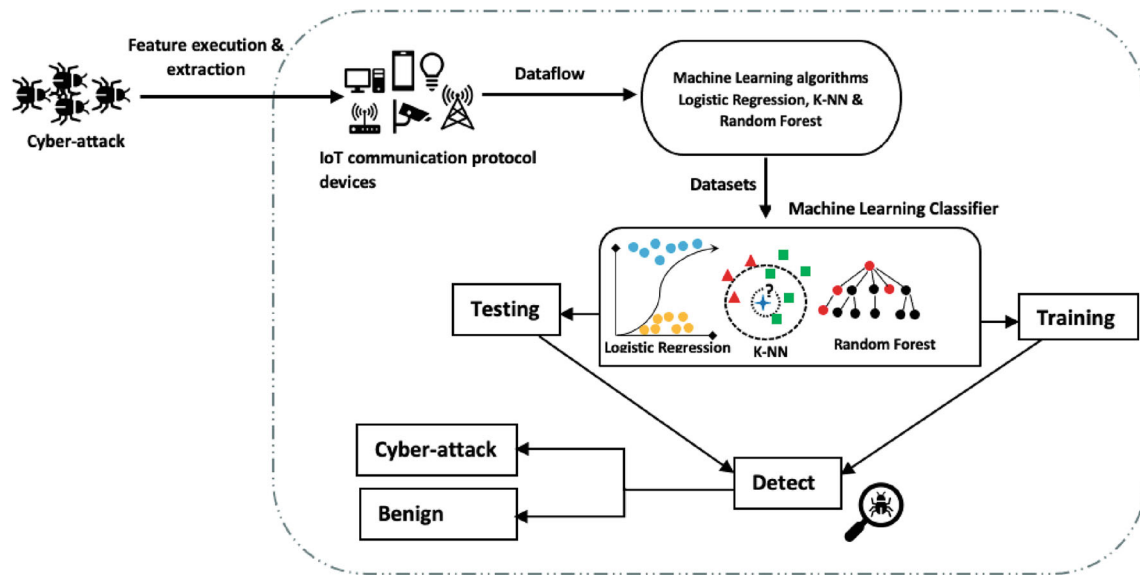 Feature execution &
extraction
Cyber-attack
IoT communication protocol
devices
Dataflow
Machine Learning algorithms
Logistic Regression, K-NN &
Random Forest
Datasets
Machine Learning Classifier
?
Logistic Regression
K-NN
Random Forest
Testing
Training
Cyber-attack
Benign
Detect